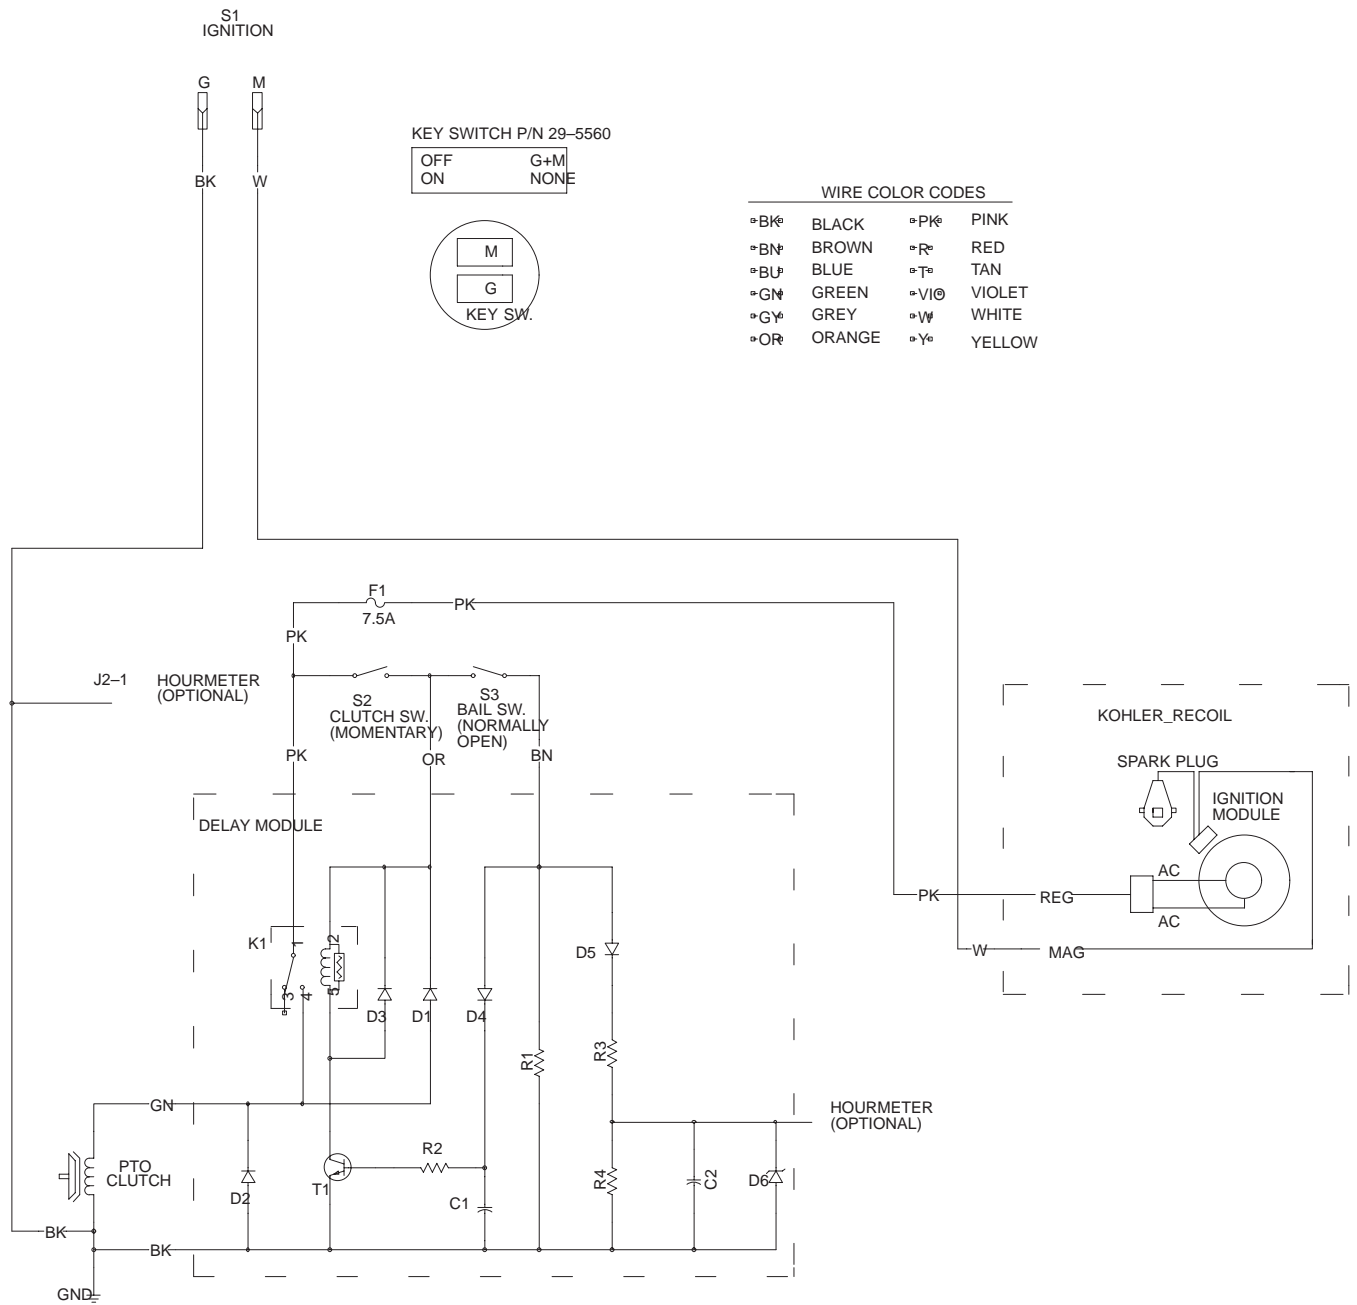 S1
IGNITION
G M
KEY SWITCH P/N 29–5560
OFF G+M
ON NONE
BK W
WIRE COLOR CODES
BK BLACK PK PINK
BN BROWN R RED
BU BLUE T TAN
GN GREEN VIO VIOLET
GY GREY W WHITE
OR ORANGE Y YELLOW
M
G
KEY SW.
F1
7.5A
PK
PK
J2–1
HOURMETER
(OPTIONAL)
S2
CLUTCH SW.
(MOMENTARY)
S3
BAIL SW.
(NORMALLY
OPEN)
PK
OR
BN
KOHLER_RECOIL
SPARK PLUG
IGNITION
MODULE
DELAY MODULE
AC
PK
REG
AC
K1
1
2
3
4
5
D5
W
MAG
D3
D1
D4
R1
R3
GN
HOURMETER
(OPTIONAL)
PTO
CLUTCH
R2
D2
T1
C1
R4
C2
D6
BK
BK
GND